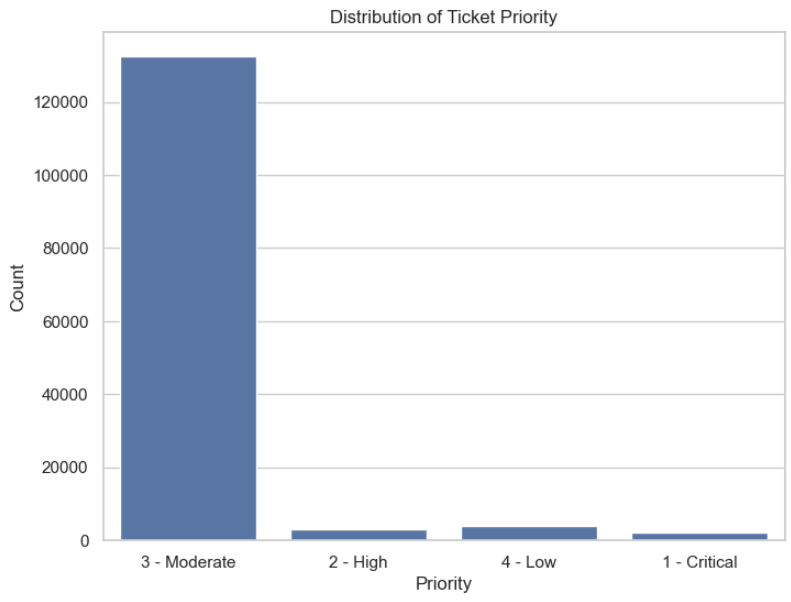 Distribution of Ticket Priority
120000
100000
80000
60000
40000
20000
0
Count
3 - Moderate
2 - High
4 - Low
1 - Critical
Priority